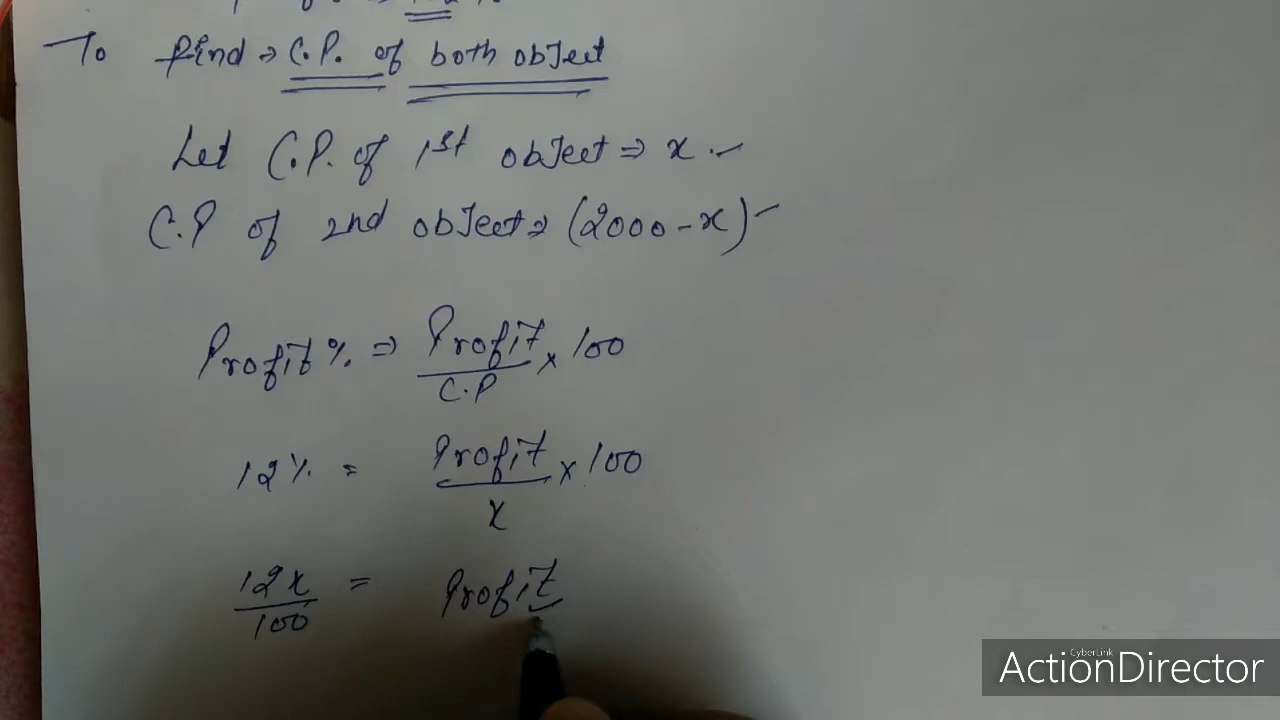 To find ⇒ C.P. of both object
Let C.P. of 1st object ⇒ x.
C.P of 2nd object ⇒ (2000 - x)
Profit % ⇒ Profit/C.P × 100
12% = Profit/x × 100
12x/100 = Profit
CyberLink
ActionDirector